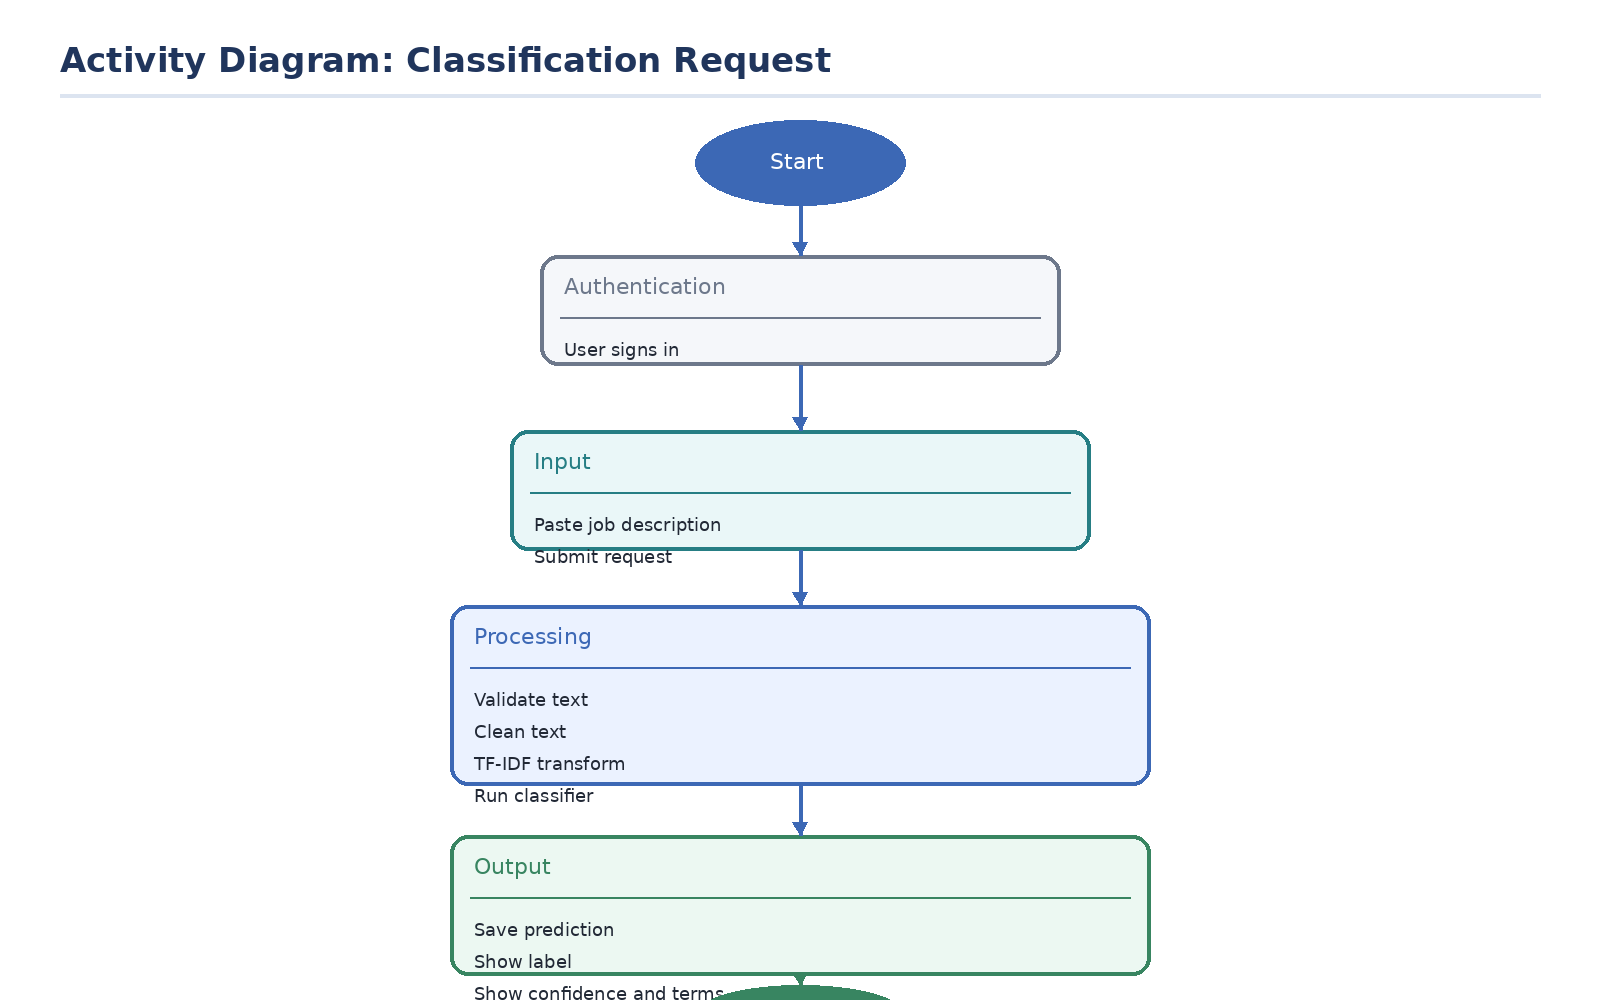 Activity Diagram: Classification Request
Start
Authentication
User signs in
Input
Paste job description
Submit request
Processing
Validate text
Clean text
TF-IDF transform
Run classifier
Output
Save prediction
Show label
Show confidence and terms